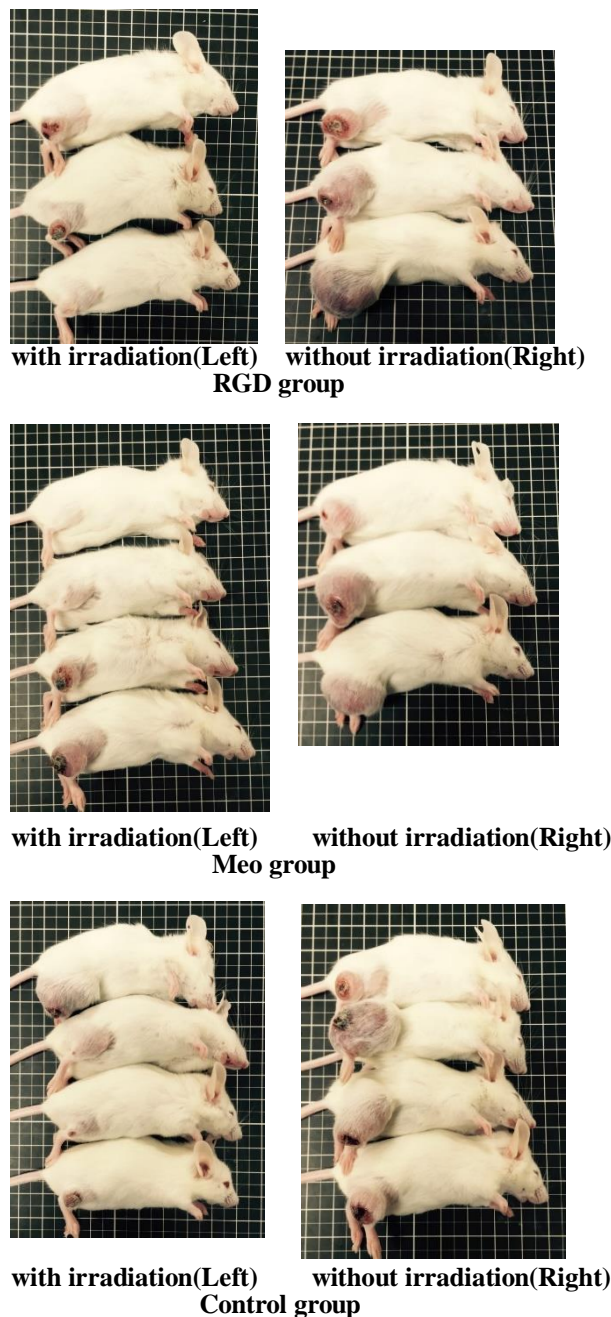 with irradiation(Left) without irradiation(Right)
RGD group
with irradiation(Left) without irradiation(Right)
Meo group
with irradiation(Left) without irradiation(Right)
Control group